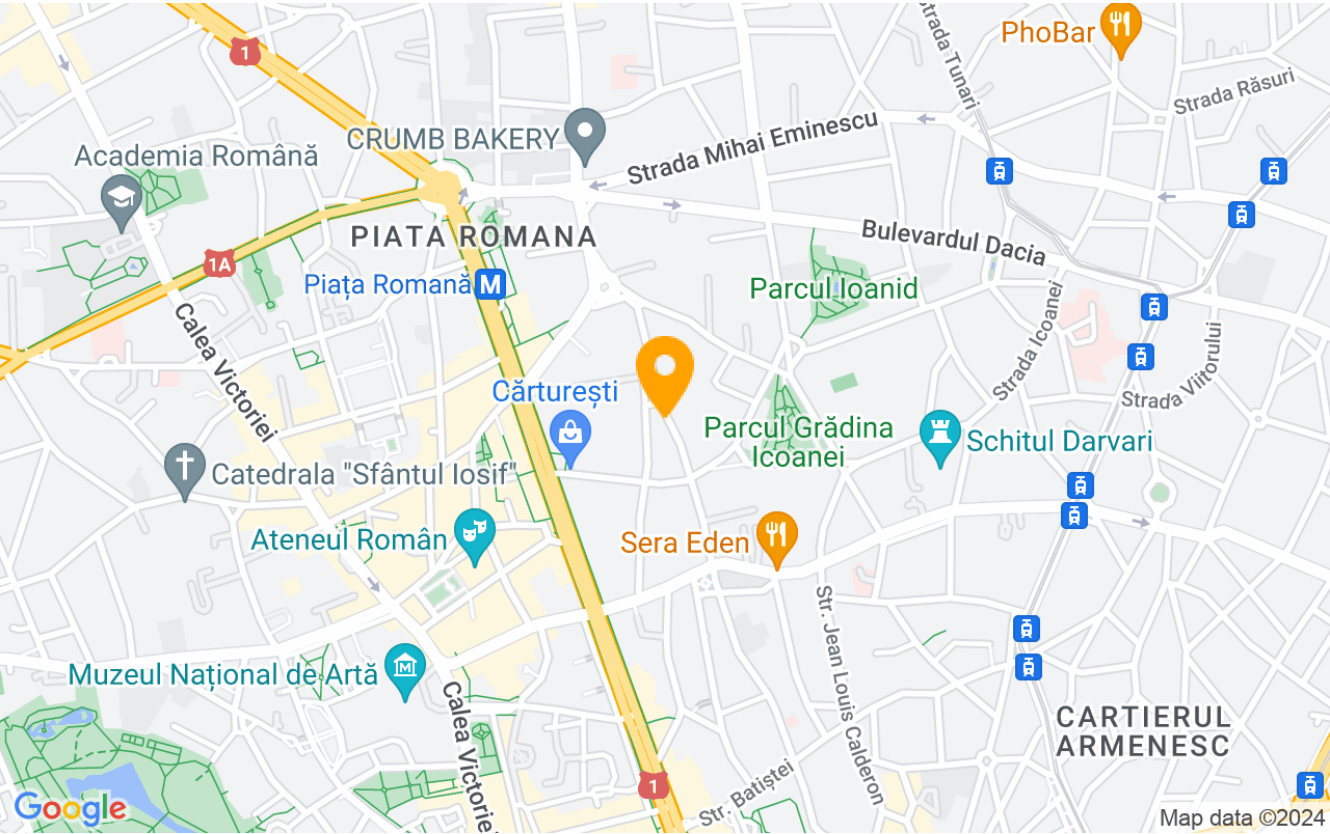 PhoBar
Strada Tunari
1
Strada Răsuri
CRUMB BAKERY
Strada Mihai Eminescu
Academia Română
PIATA ROMANA
Bulevardul Dacia
1A
Piața Romană
M
Parcul Ioanid
Calea Victoriei
Strada Icoanei
Strada Viitorului
Cărturești
Parcul Grădina
Icoanei
Schitul Darvari
Catedrala "Sfântul Iosif"
Ateneul Român
Sera Eden
Str. Jean Louis Calderon
Muzeul Național de Artă
M
Calea Victoriei
CARTIERUL
ARMENESC
1
Str. Batiștei
Google
Map data ©2024